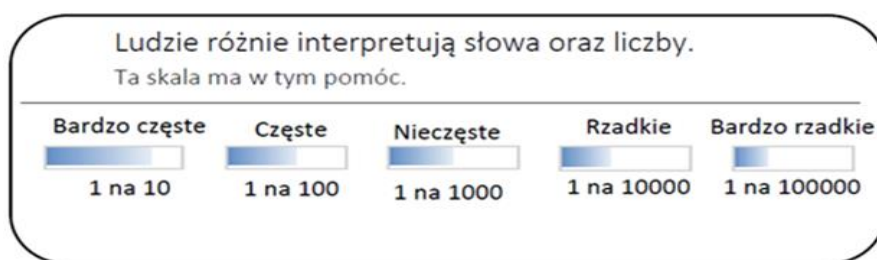 Ludzie różnie interpretują słowa oraz liczby.
Ta skala ma w tym pomóc.
Bardzo częste Częste Nieczęste Rzadkie Bardzo rzadkie
1 na 10 1 na 100 1 na 1000 1 na 10000 1 na 100000